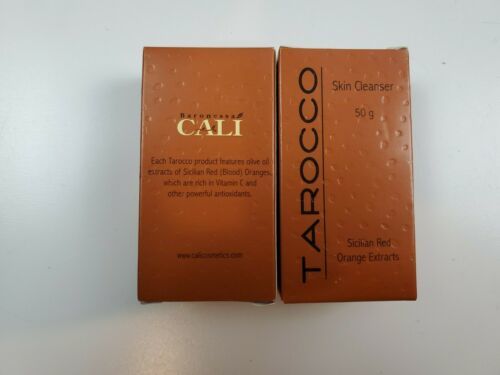 Baronessa
CALI
Each Tarocco product features olive oil
extracts of Sicilian Red (Blood) Oranges,
which are rich in Vitamin C and
other powerful antioxidants.
www.calicosmetics.com
TAROCCO
Skin Cleanser
50 g
Sicilian Red
Orange Extracts